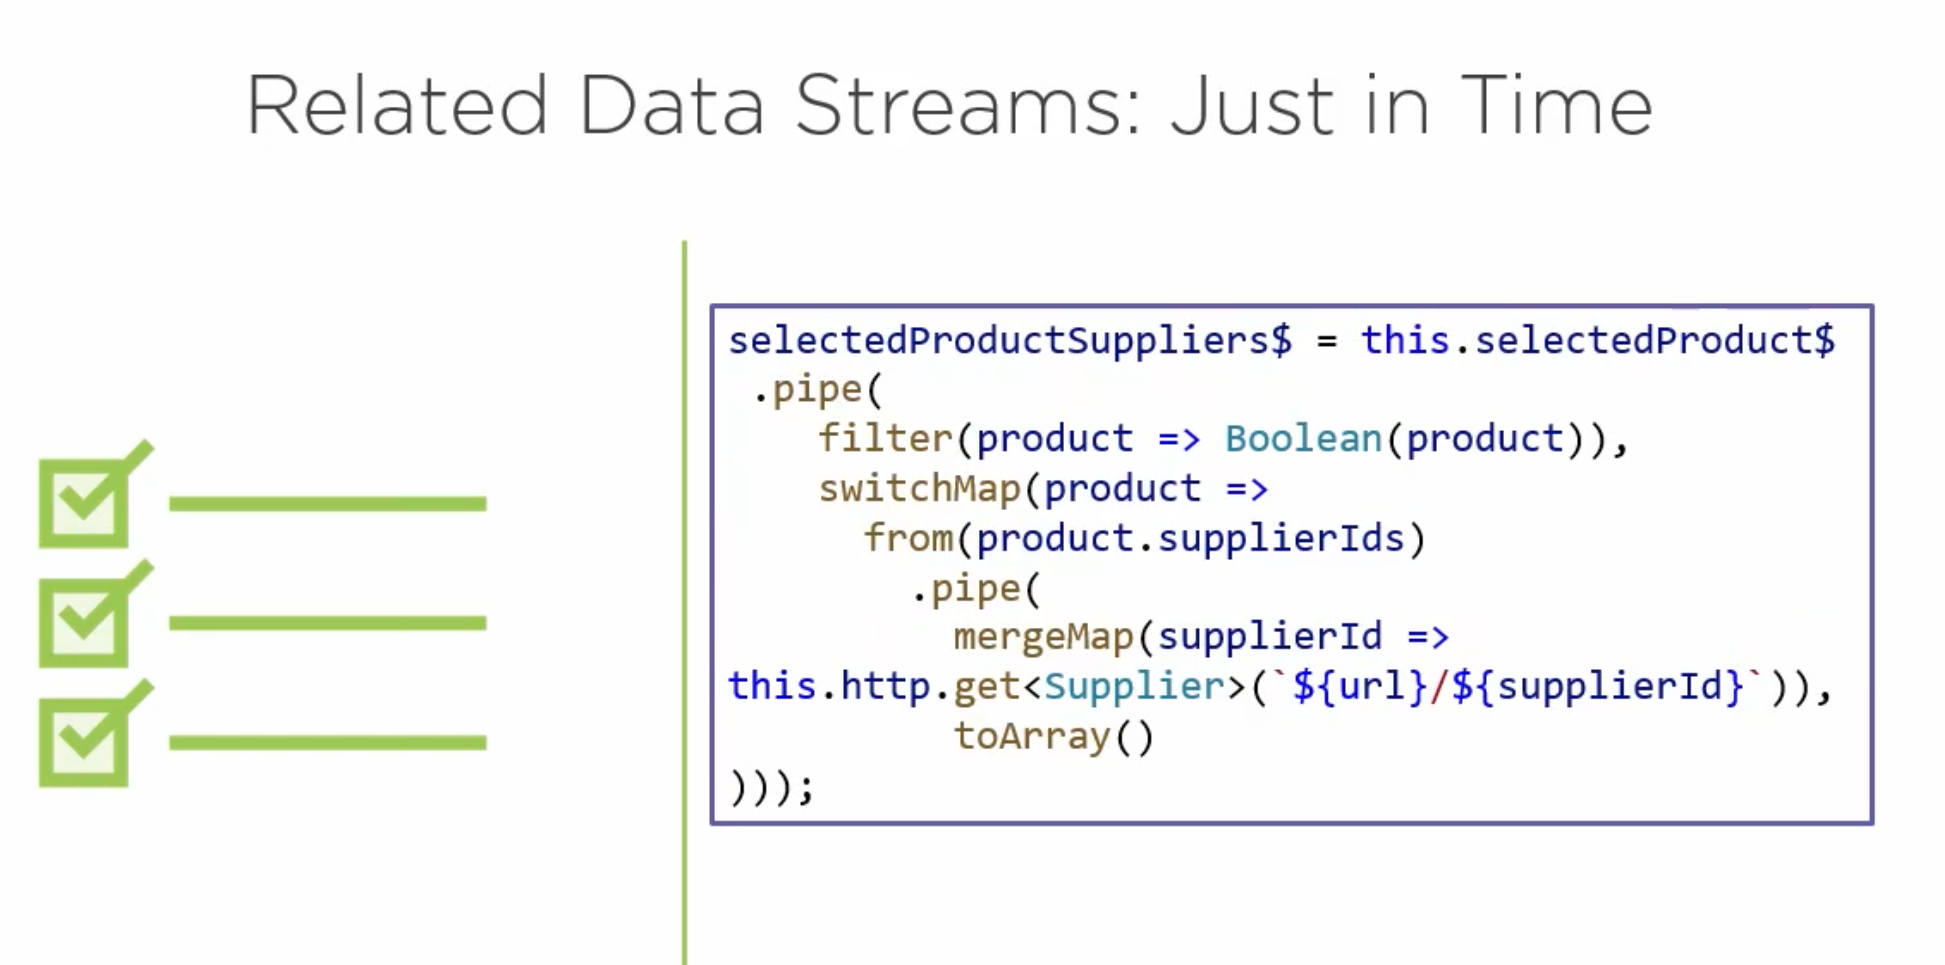 Related Data Streams: Just in Time
selectedProductSuppliers$ = this.selectedProduct$
.pipe(
filter(product => Boolean(product)),
switchMap(product =>
from(product.supplierIds)
.pipe(
mergeMap(supplierId =>
this.http.get<Supplier>(`${url}/${supplierId}`)),
toArray()
)));